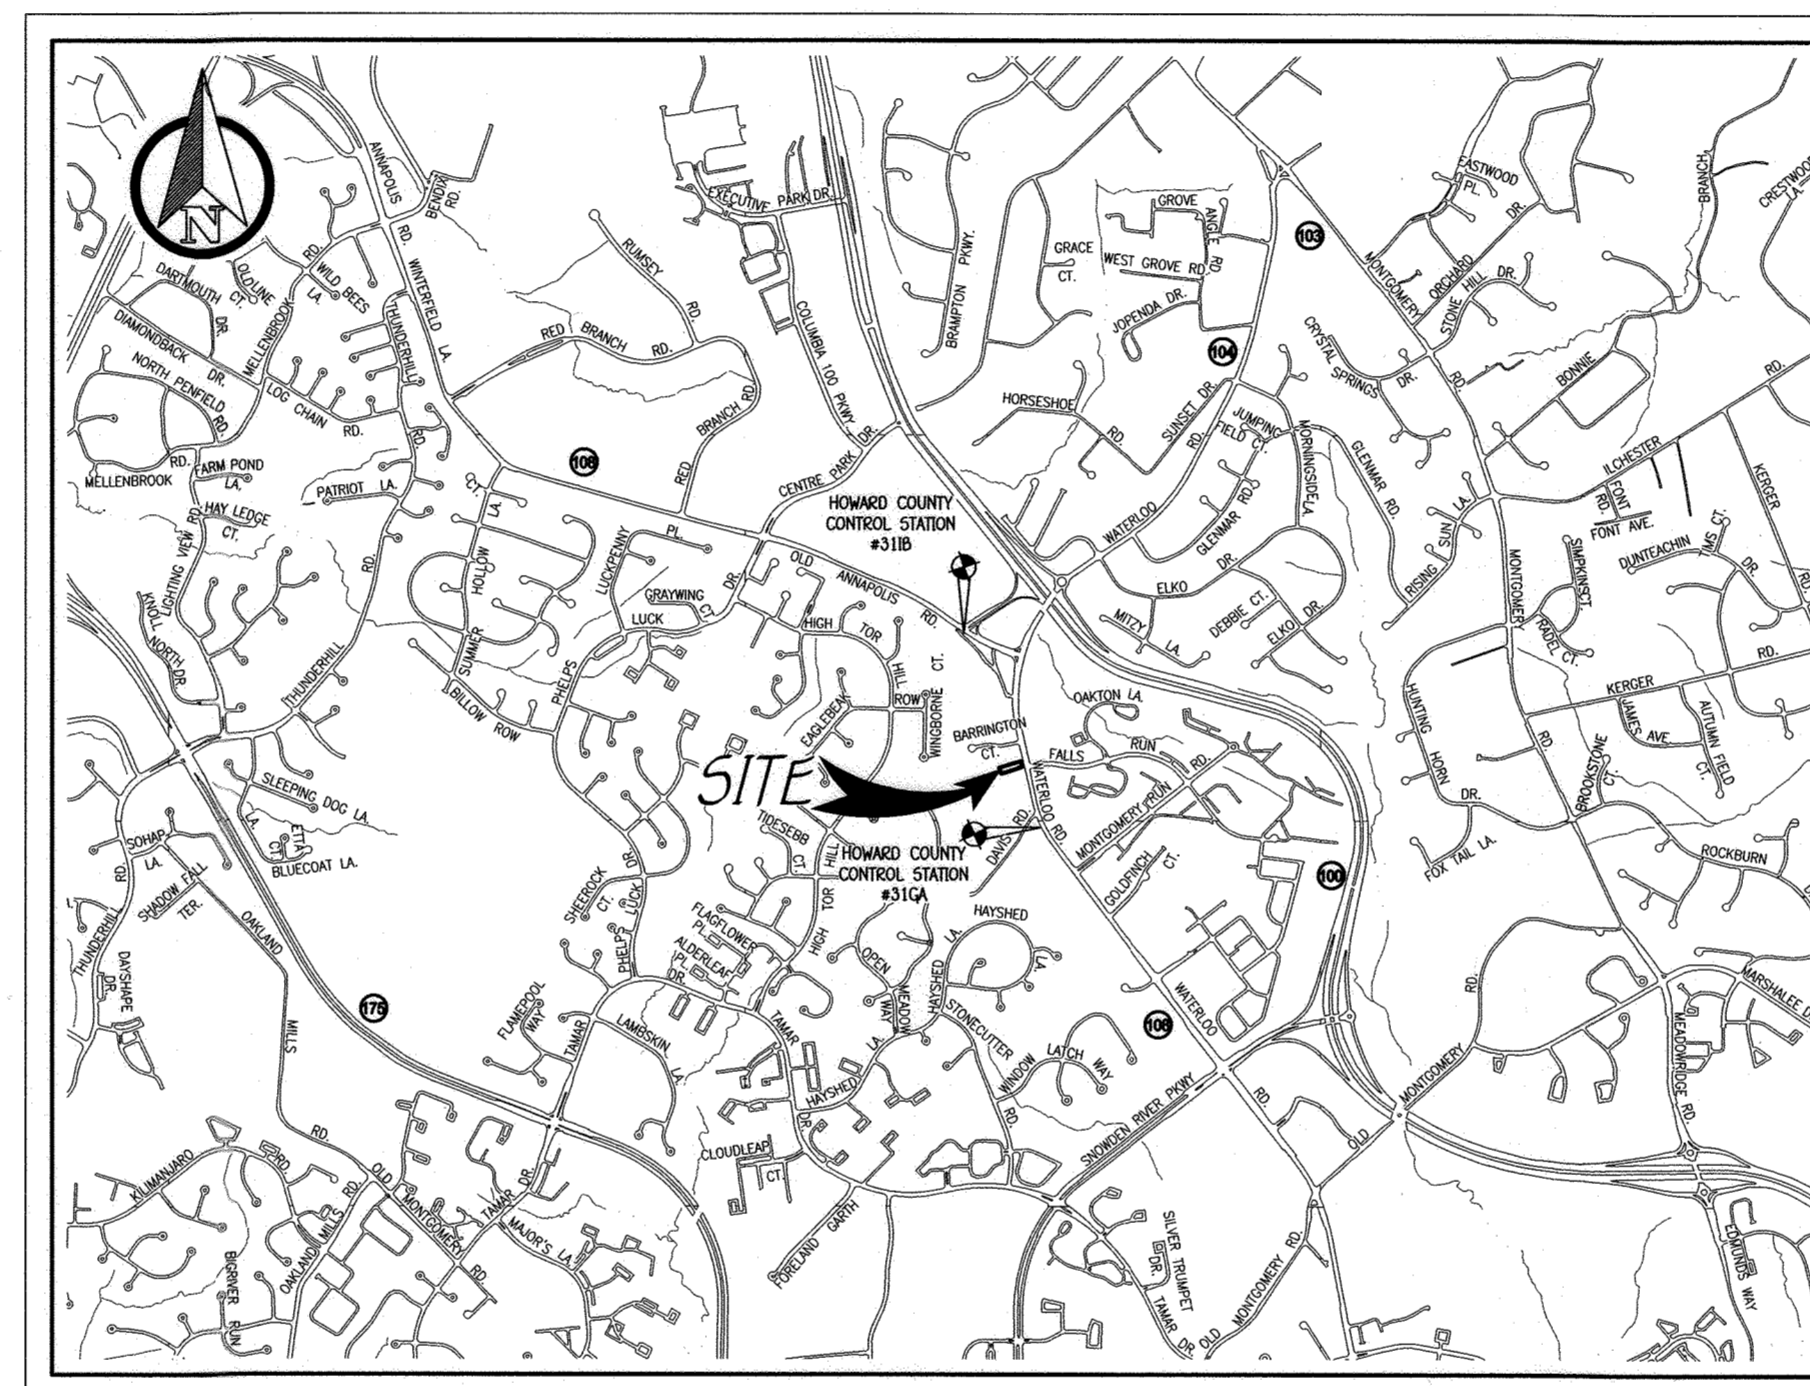 N
ANNAPOLIS
RD.
BENDIX
RD.
WINTERFIELD
LA.
OLD LINE
CT.
WILD BEES
LA.
RD.
MELLENBROOK
DARTMOUTH
DR.
DIAMONDBACK
DR.
NORTH PENFIELD
RD.
LOG CHAIN
RD.
THUNDERHILL
RD.
MELLENBROOK
RD.
FARM POND
LA.
HAY LEDGE
CT.
PATRIOT LA.
LIGHTING VIEW
RD.
KNOLL
NORTH DR.
THUNDERHILL
RD.
EXECUTIVE PARK DR.
RUMSEY
RD.
RED BRANCH
RD.
RED
BRANCH RD.
COLUMBIA 100 PKWY.
CENTRE PARK
DR.
108
HOWARD COUNTY
CONTROL STATION
#31IB
BRAMPTON PKWY.
GRACE
CT.
GROVE
ANGLE
RD
WEST GROVE RD.
JOPENDA DR.
104
103
HORSESHOE
RD.
SUNSET DR.
JUMPING
FIELD CT.
MORNINGSIDE LA.
WATERLOO
RD.
GLENMAR RD.
GLENMAR RD.
ELKO
DR.
MITZY
LA.
DEBBIE CT.
ELKO DR.
EASTWOOD
PL.
BRANCH
CRESTWOOD
LA.
MONTGOMERY
RD.
ORCHARD
DR.
STONE HILL DR.
CRYSTAL
SPRINGS
DR.
BONNIE
ILCHESTER
RD.
FONT
RD.
FONT AVE.
KERGER
RD.
RISING SUN LA.
MONTGOMERY
RD.
SIMPKINS CT.
RADEL CT.
DUNTEACHIN
DR.
TIMS CT.
KERGER
RD.
JAMES
AVE
AUTUMN FIELD
CT.
HUNTING
HORN
DR.
BROOKSTONE
CT.
FOX TAIL LA.
ROCKBURN
CCT.
LA.
HOLLOW
SUMMER
BILLOW ROW
LUCKPENNY
PL.
GRAYWING
CT.
LUCK
PHELPS
DR.
OLD
ANNAPOLIS
RD.
HIGH
TOR
HILL
ROW
EAGLEBEAK
WINGBORNE CT.
BARRINGTON
CT.
OAKTON LA.
FALLS
RUN
RD.
WATERLOO RD.
DAVIS RD.
MONTGOMERY RUN
GOLDFINCH
CT.
SITE
HOWARD COUNTY
CONTROL STATION
#31GA
TIDESEBB
CT.
HIGH TOR HILL
SHEEROCK
CT.
DR.
LUCK
PHELPS
FLAGFLOWER
PL.
ALDERLEAF
PL.
DR.
TAMAR
OPEN
MEADOW
WAY
HAYSHED
LA.
HAYSHED
LA.
STONECUTTER
RD.
WINDOW
LATCH
WAY
HAYSHED
LA.
SLEEPING DOG LA.
LA.
ETTA
CT.
BLUECOAT LA.
SOHAP
LA.
SHADOW FALL
TER.
THUNDERHILL
RD.
OAKLAND
MILLS
RD.
DAYSHAPE
DR.
175
FLAMEPOOL
WAY
TAMAR
LAMBSKIN
LA.
TAMAR
DR.
CLOUDLEAP
CT.
FORELAND GARTH
KILIMANJARO
RD.
OLD
MONTGOMERY
RD.
TAMAR
DR.
MAJOR'S LA.
OAKLAND MILLS RD.
BIGRIVER
RUN
100
108
WATERLOO
RD.
SNOWDEN RIVER PKWY
OLD
MONTGOMERY
RD.
MARSHALEE D
MEADOWRIDGE RD.
EDMUNDS WAY
SILVER TRUMPET
DR.
TAMAR
DR.
OLD
MONTGOMERY
RD.